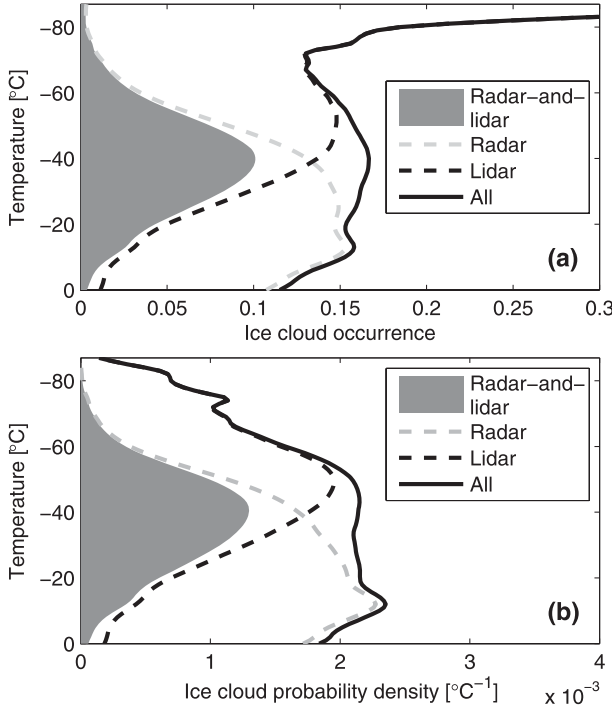 −80
−60
−40
−20
0
Temperature [°C]
Radar−and−
lidar
Radar
Lidar
All
(a)
0 0.05 0.1 0.15 0.2 0.25 0.3
Ice cloud occurrence
−80
−60
−40
−20
0
Temperature [°C]
Radar−and−
lidar
Radar
Lidar
All
(b)
0 1 2 3 4
Ice cloud probability density [°C⁻¹] x 10⁻³